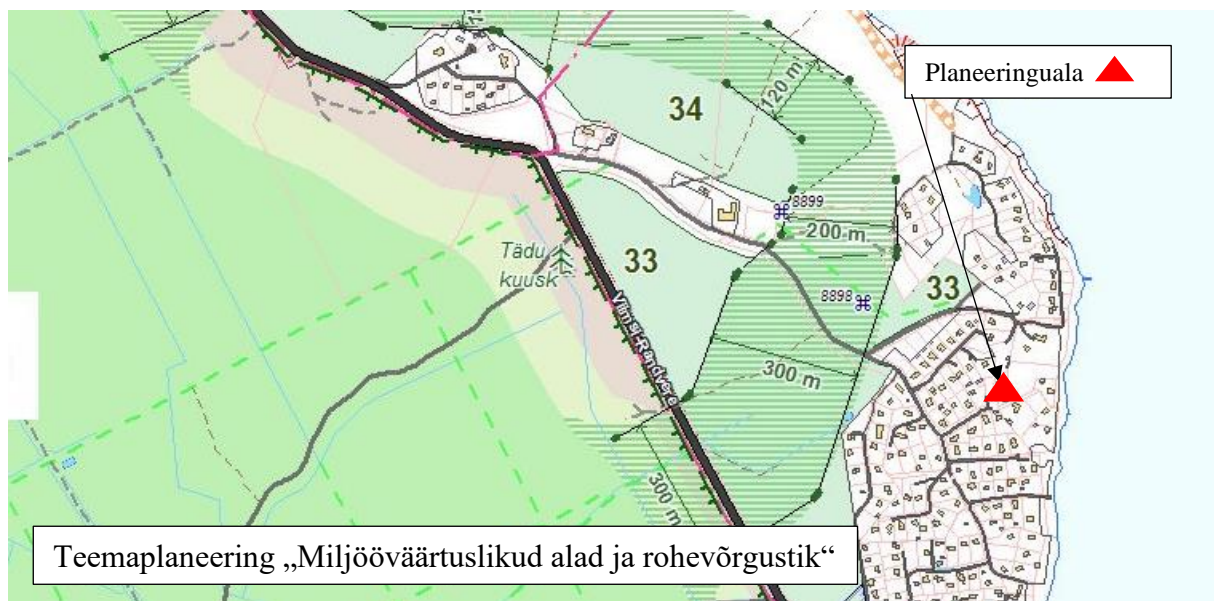 Planeeringuala
34
120 m
8899
200 m
Tädu
kuusk
33
33
8898
Viimsi-Randvere
300 m
300 m
Teemaplaneering „Miljööväärtuslikud alad ja rohevõrgustik“